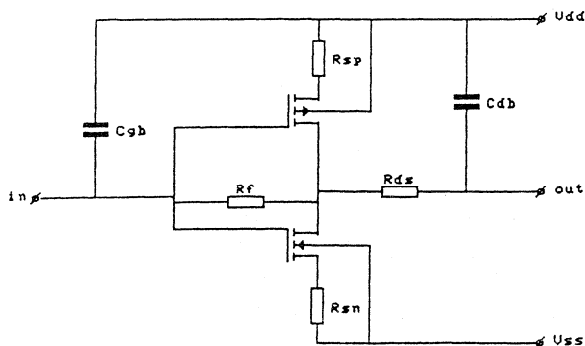 Vdd
Rsp
Cgb
Cdb
Rds
in
Rf
out
Rsn
Vss